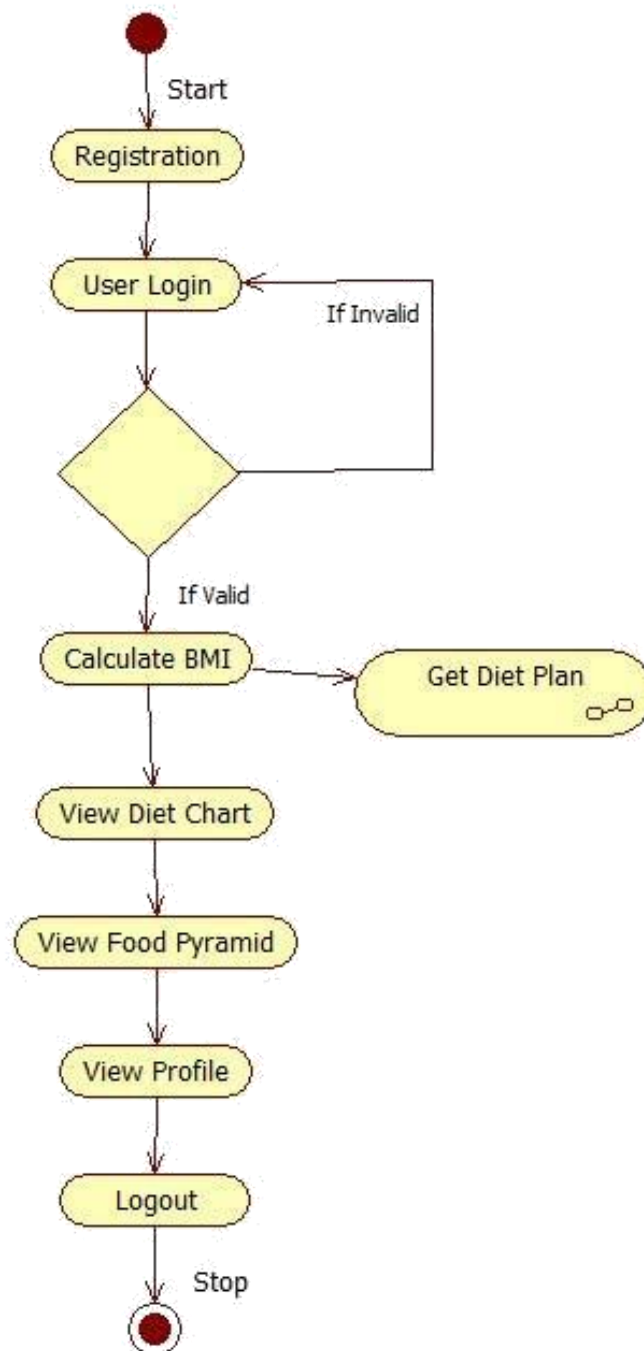 Start
Registration
User Login
If Invalid
If Valid
Calculate BMI
Get Diet Plan
View Diet Chart
View Food Pyramid
View Profile
Logout
Stop